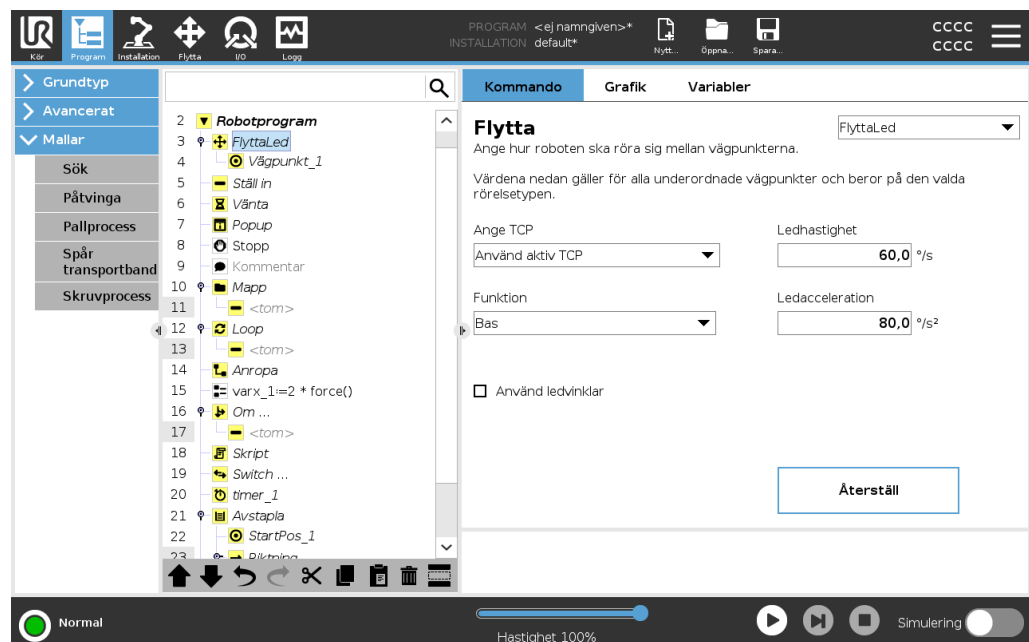 UR
Kör
Program
Installation
Flytta
I/O
Logg
PROGRAM <ej namngiven>*
INSTALLATION default*
Nytt...
Öppna...
Spara...
CCCC
CCCC
Grundtyp
Avancerat
Mallar
Sök
Påtvinga
Pallprocess
Spår
transportband
Skruvprocess
2 Robotprogram
3 FlyttaLed
4 Vägpunkt_1
5 Ställ in
6 Vänta
7 Popup
8 Stopp
9 Kommentar
10 Mapp
11 <tom>
12 Loop
13 <tom>
14 Anropa
15 varx_1≔2 * force()
16 Om ...
17 <tom>
18 Skript
19 Switch ...
20 timer_1
21 Avstapla
22 StartPos_1
23 Riktning
Kommando
Grafik
Variabler
Flytta
FlyttaLed
Ange hur roboten ska röra sig mellan vägpunkterna.
Värdena nedan gäller för alla underordnade vägpunkter och beror på den valda
rörelsetypen.
Ange TCP
Ledhastighet
Använd aktiv TCP
60,0 °/s
Funktion
Ledacceleration
Bas
80,0 °/s²
Använd ledvinklar
Återställ
Normal
Hastighet 100%
Simulering